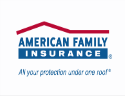 AMERICAN FAMILY
INSURANCE ®
All your protection under one roof®